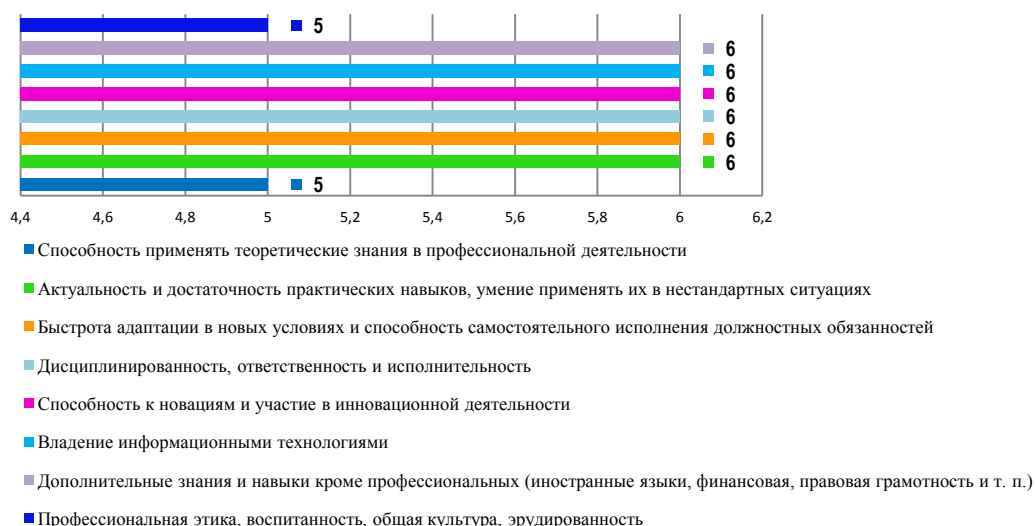 5
6
6
6
6
6
6
5
4,4 4,6 4,8 5 5,2 5,4 5,6 5,8 6 6,2
Способность применять теоретические знания в профессиональной деятельности
Актуальность и достаточность практических навыков, умение применять их в нестандартных ситуациях
Быстрота адаптации в новых условиях и способность самостоятельного исполнения должностных обязанностей
Дисциплинированность, ответственность и исполнительность
Способность к новациям и участие в инновационной деятельности
Владение информационными технологиями
Дополнительные знания и навыки кроме профессиональных (иностранные языки, финансовая, правовая грамотность и т. п.)
Профессиональная этика, воспитанность, общая культура, эрудированность